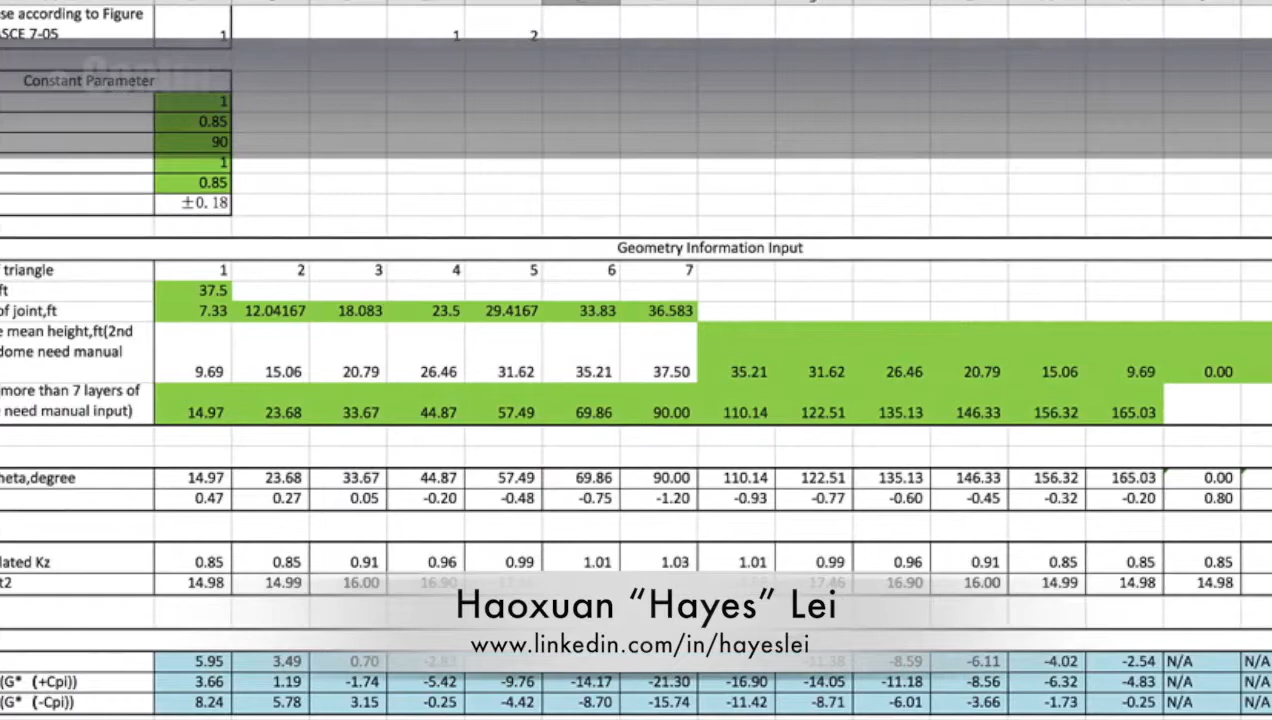 se according to Figure
ASCE 7-05 1 1 2
Constant Parameter
1
0.85
90
1
0.85
±0.18
Geometry Information Input
triangle 1 2 3 4 5 6 7
ft 37.5
of joint,ft 7.33 12.04167 18.083 23.5 29.4167 33.83 36.583
e mean height,ft(2nd
dome need manual
9.69 15.06 20.79 26.46 31.62 35.21 37.50 35.21 31.62 26.46 20.79 15.06 9.69 0.00
more than 7 layers of
need manual input) 14.97 23.68 33.67 44.87 57.49 69.86 90.00 110.14 122.51 135.13 146.33 156.32 165.03
heta,degree 14.97 23.68 33.67 44.87 57.49 69.86 90.00 110.14 122.51 135.13 146.33 156.32 165.03 0.00
0.47 0.27 0.05 -0.20 -0.48 -0.75 -1.20 -0.93 -0.77 -0.60 -0.45 -0.32 -0.20 0.80
lated Kz 0.85 0.85 0.91 0.96 0.99 1.01 1.03 1.01 0.99 0.96 0.91 0.85 0.85 0.85
t2 14.98 14.99 16.00 16.90 17.46 16.90 16.00 14.99 14.98 14.98
Haoxuan “Hayes” Lei
www.linkedin.com/in/hayeslei
5.95 3.49 0.70 -2.83 -11.38 -8.59 -6.11 -4.02 -2.54 N/A N/A
(G* (+Cpi)) 3.66 1.19 -1.74 -5.42 -9.76 -14.17 -21.30 -16.90 -14.05 -11.18 -8.56 -6.32 -4.83 N/A N/A
(G* (-Cpi)) 8.24 5.78 3.15 -0.25 -4.42 -8.70 -15.74 -11.42 -8.71 -6.01 -3.66 -1.73 -0.25 N/A N/A